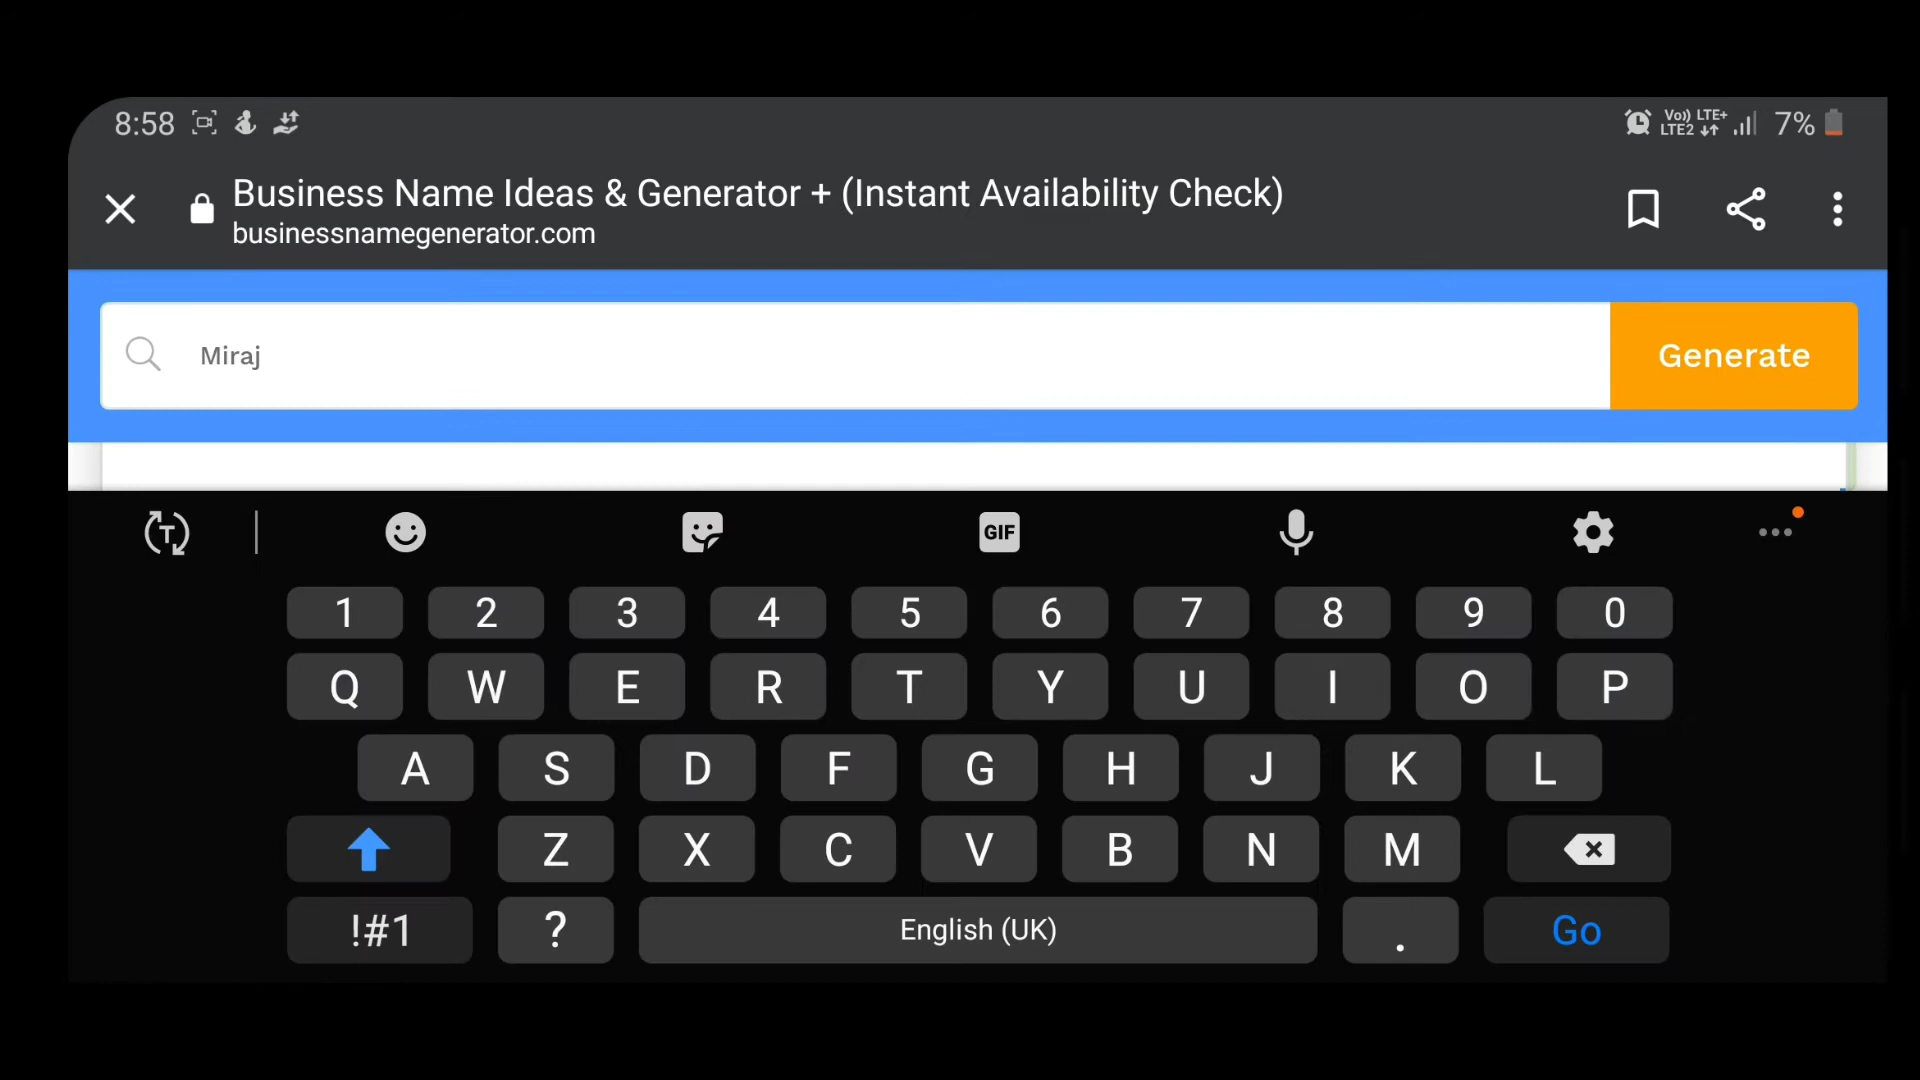 8:58
Vo)) LTE+
LTE2
7%
Business Name Ideas & Generator + (Instant Availability Check)
businessnamegenerator.com
Miraj
Generate
T
GIF
1 2 3 4 5 6 7 8 9 0
Q W E R T Y U I O P
A S D F G H J K L
Z X C V B N M
!#1 ? English (UK) . Go